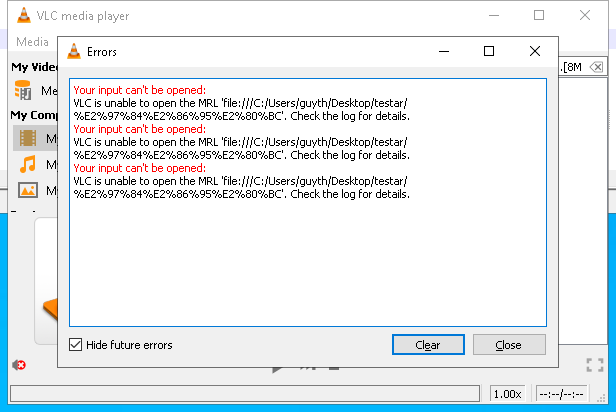 VLC media player
Media
Errors
My Video
.[8M
Me
My Comp
My
My
My
Your input can't be opened:
VLC is unable to open the MRL 'file:///C:/Users/guyth/Desktop/testar/
%E2%97%84%E2%86%95%E2%80%BC'. Check the log for details.
Your input can't be opened:
VLC is unable to open the MRL 'file:///C:/Users/guyth/Desktop/testar/
%E2%97%84%E2%86%95%E2%80%BC'. Check the log for details.
Your input can't be opened:
VLC is unable to open the MRL 'file:///C:/Users/guyth/Desktop/testar/
%E2%97%84%E2%86%95%E2%80%BC'. Check the log for details.
Hide future errors
Clear
Close
1.00x
--:--/--:--